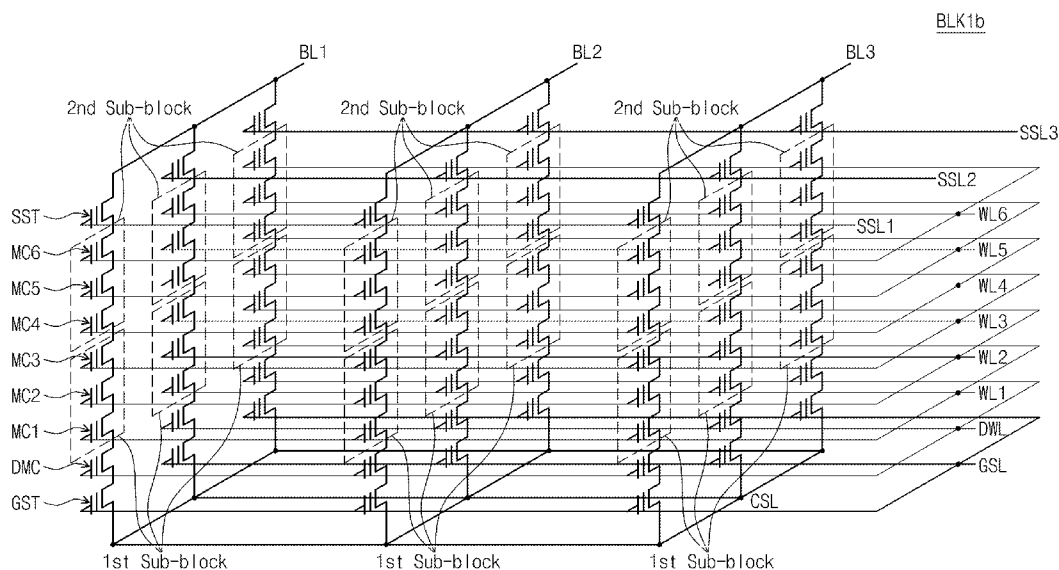 BLK1b
BL1
BL2
BL3
2nd Sub-block
2nd Sub-block
2nd Sub-block
SSL3
SSL2
SSL1
SST
MC6
MC5
MC4
MC3
MC2
MC1
DMC
GST
WL6
WL5
WL4
WL3
WL2
WL1
DWL
GSL
CSL
1st Sub-block
1st Sub-block
1st Sub-block